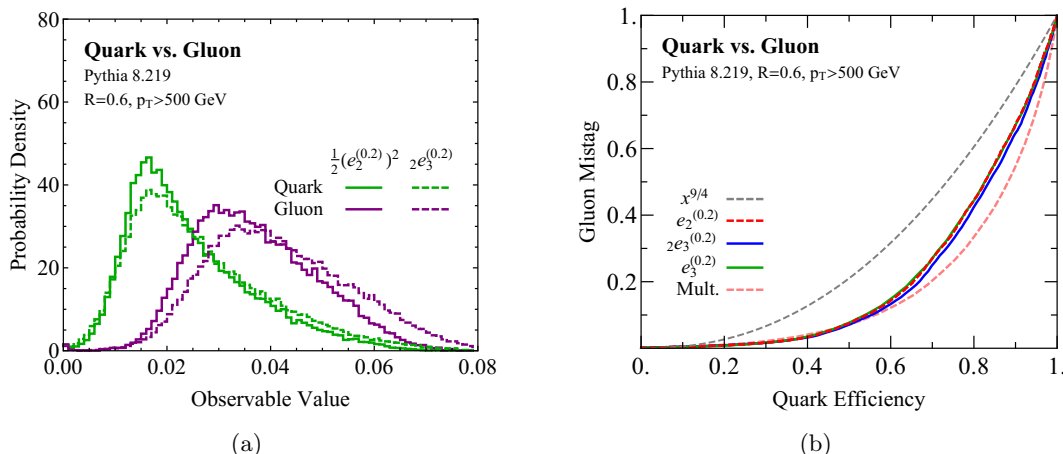 Quark vs. Gluon
Pythia 8.219
R=0.6, p_T>500 GeV
½(e₂^(0.2))² ₂e₃^(0.2)
Quark
Gluon
Probability Density
80
60
40
20
0
0.00 0.02 0.04 0.06 0.08
Observable Value
(a)
Quark vs. Gluon
Pythia 8.219, R=0.6, p_T>500 GeV
x^9/4
e₂^(0.2)
₂e₃^(0.2)
e₃^(0.2)
Mult.
Gluon Mistag
1.
0.8
0.6
0.4
0.2
0. 0.2 0.4 0.6 0.8 1.
Quark Efficiency
(b)